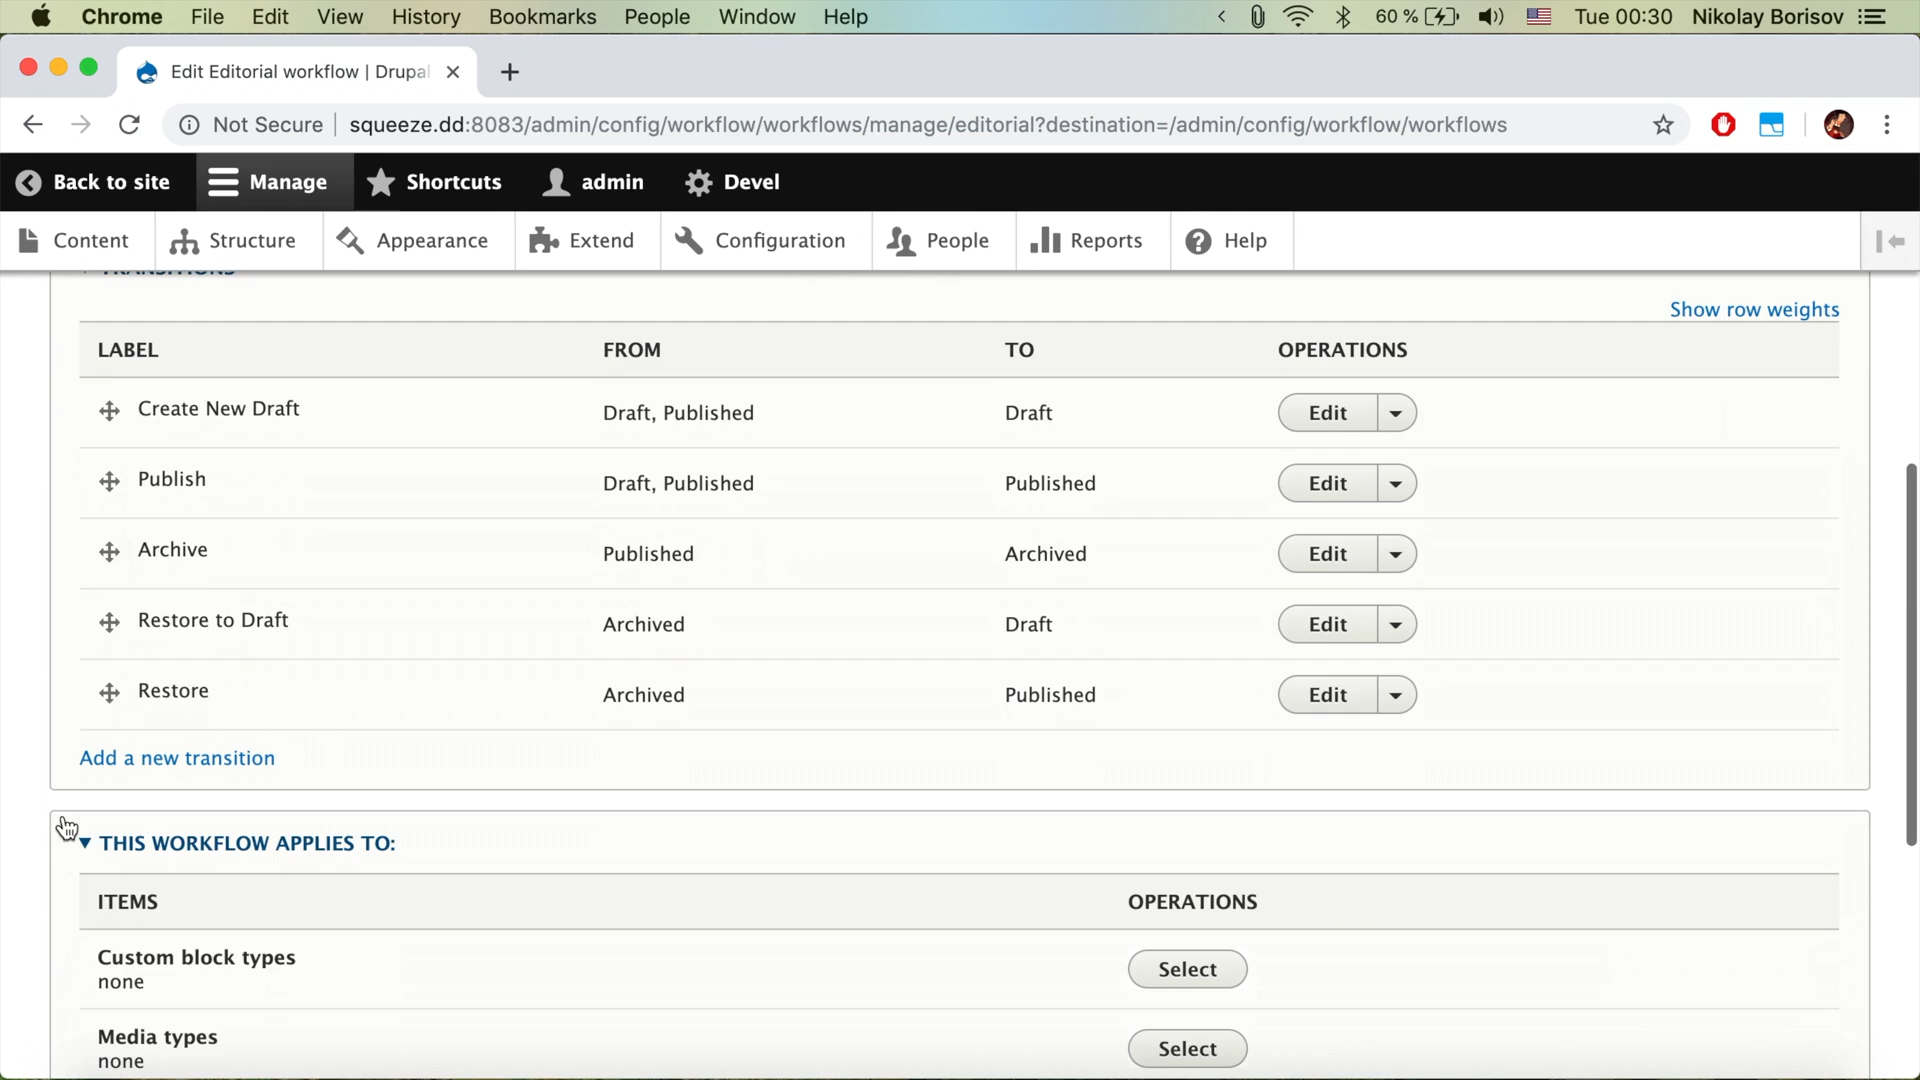 Chrome File Edit View History Bookmarks People Window Help 60 % Tue 00:30 Nikolay Borisov
Edit Editorial workflow | Drupal
Not Secure squeeze.dd:8083/admin/config/workflow/workflows/manage/editorial?destination=/admin/config/workflow/workflows
Back to site Manage Shortcuts admin Devel
Content Structure Appearance Extend Configuration People Reports Help
TRANSITIONS
Show row weights
LABEL FROM TO OPERATIONS
Create New Draft Draft, Published Draft Edit
Publish Draft, Published Published Edit
Archive Published Archived Edit
Restore to Draft Archived Draft Edit
Restore Archived Published Edit
Add a new transition
THIS WORKFLOW APPLIES TO:
ITEMS OPERATIONS
Custom block types
none
Select
Media types
none
Select